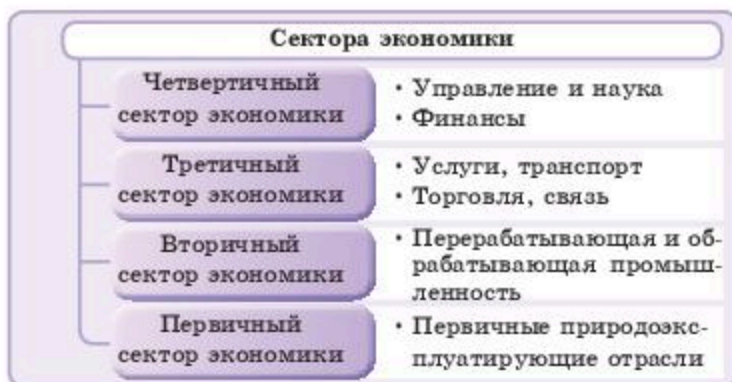 Сектора экономики
Четвертичный
сектор экономики
• Управление и наука
• Финансы
Третичный
сектор экономики
• Услуги, транспорт
• Торговля, связь
Вторичный
сектор экономики
• Перерабатывающая и об-
рабатывающая промыш-
ленность
Первичный
сектор экономики
• Первичные природоэкс-
плуатирующие отрасли